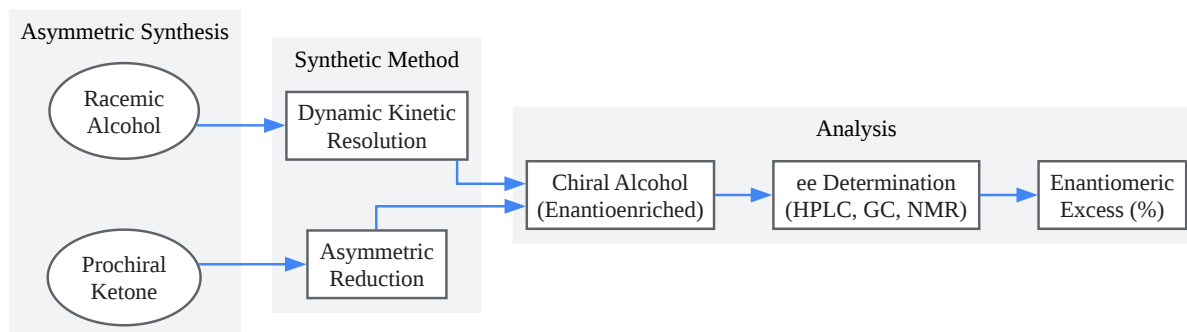 Asymmetric Synthesis
Racemic
Alcohol
Prochiral
Ketone
Synthetic Method
Dynamic Kinetic
Resolution
Asymmetric
Reduction
Analysis
Chiral Alcohol
(Enantioenriched)
ee Determination
(HPLC, GC, NMR)
Enantiomeric
Excess (%)